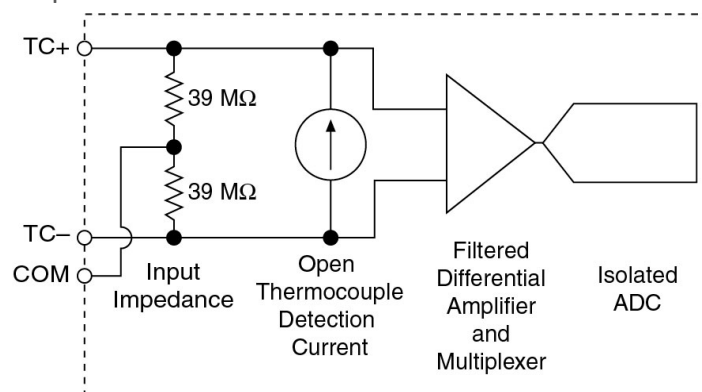 TC+
39 MΩ
39 MΩ
TC–
COM
Input
Impedance
Open
Thermocouple
Detection
Current
Filtered
Differential
Amplifier
and
Multiplexer
Isolated
ADC